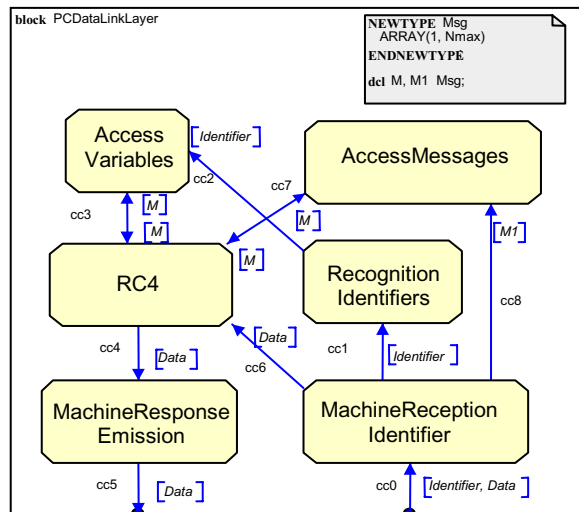 block PCDataLinkLayer
NEWTYPE Msg
ARRAY(1, Nmax)
ENDNEWTYPE
dcl M, M1 Msg;
Access
Variables
[Identifier]
AccessMessages
cc2
cc7
cc3
[M]
[M]
[M]
[M]
[M1]
RC4
Recognition
Identifiers
cc8
cc4
[Data]
[Data]
cc6
cc1
[Identifier]
MachineResponse
Emission
MachineReception
Identifier
cc5
[Data]
cc0
[Identifier, Data]